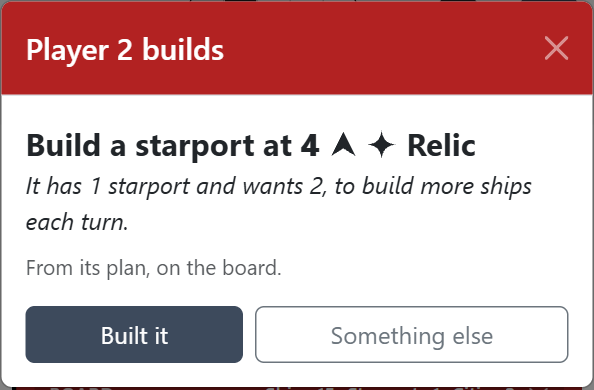 Player 2 builds
Build a starport at 4 ⮝ ✦ Relic
It has 1 starport and wants 2, to build more ships
each turn.
From its plan, on the board.
Built it
Something else